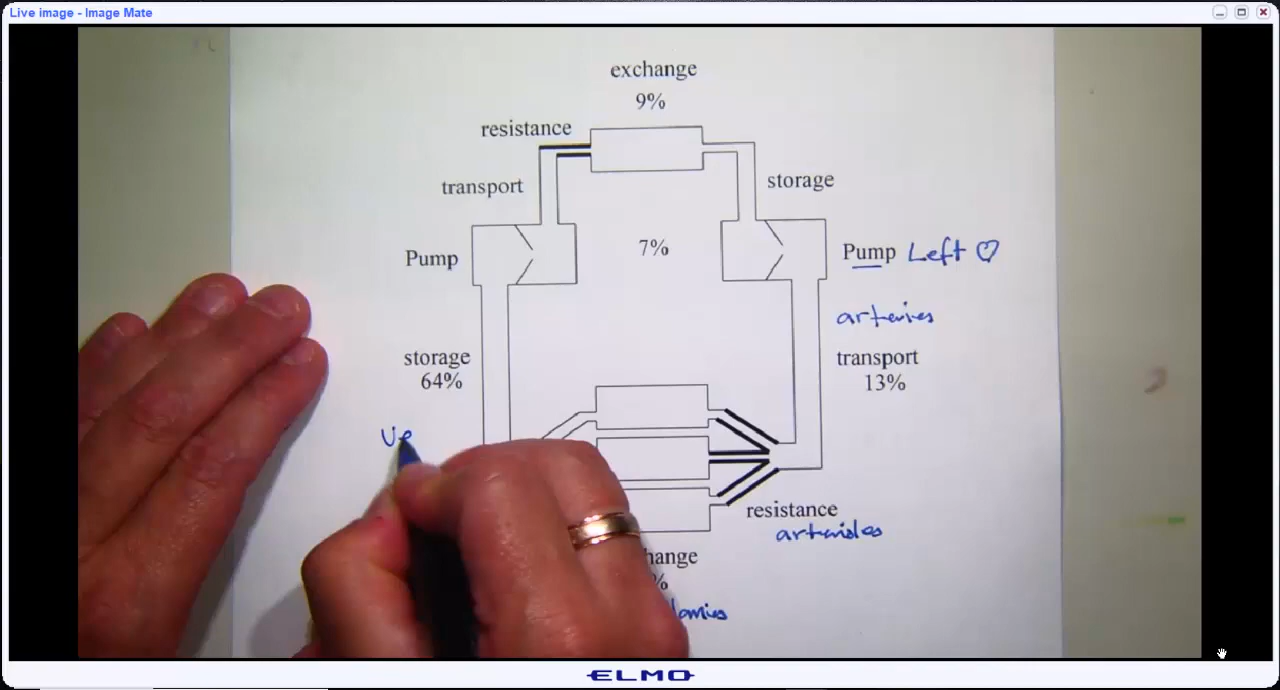 Live image - Image Mate
exchange
9%
resistance
transport
storage
Pump
7%
Pump Left
arteries
storage
64%
transport
13%
resistance
arterioles
ELMO